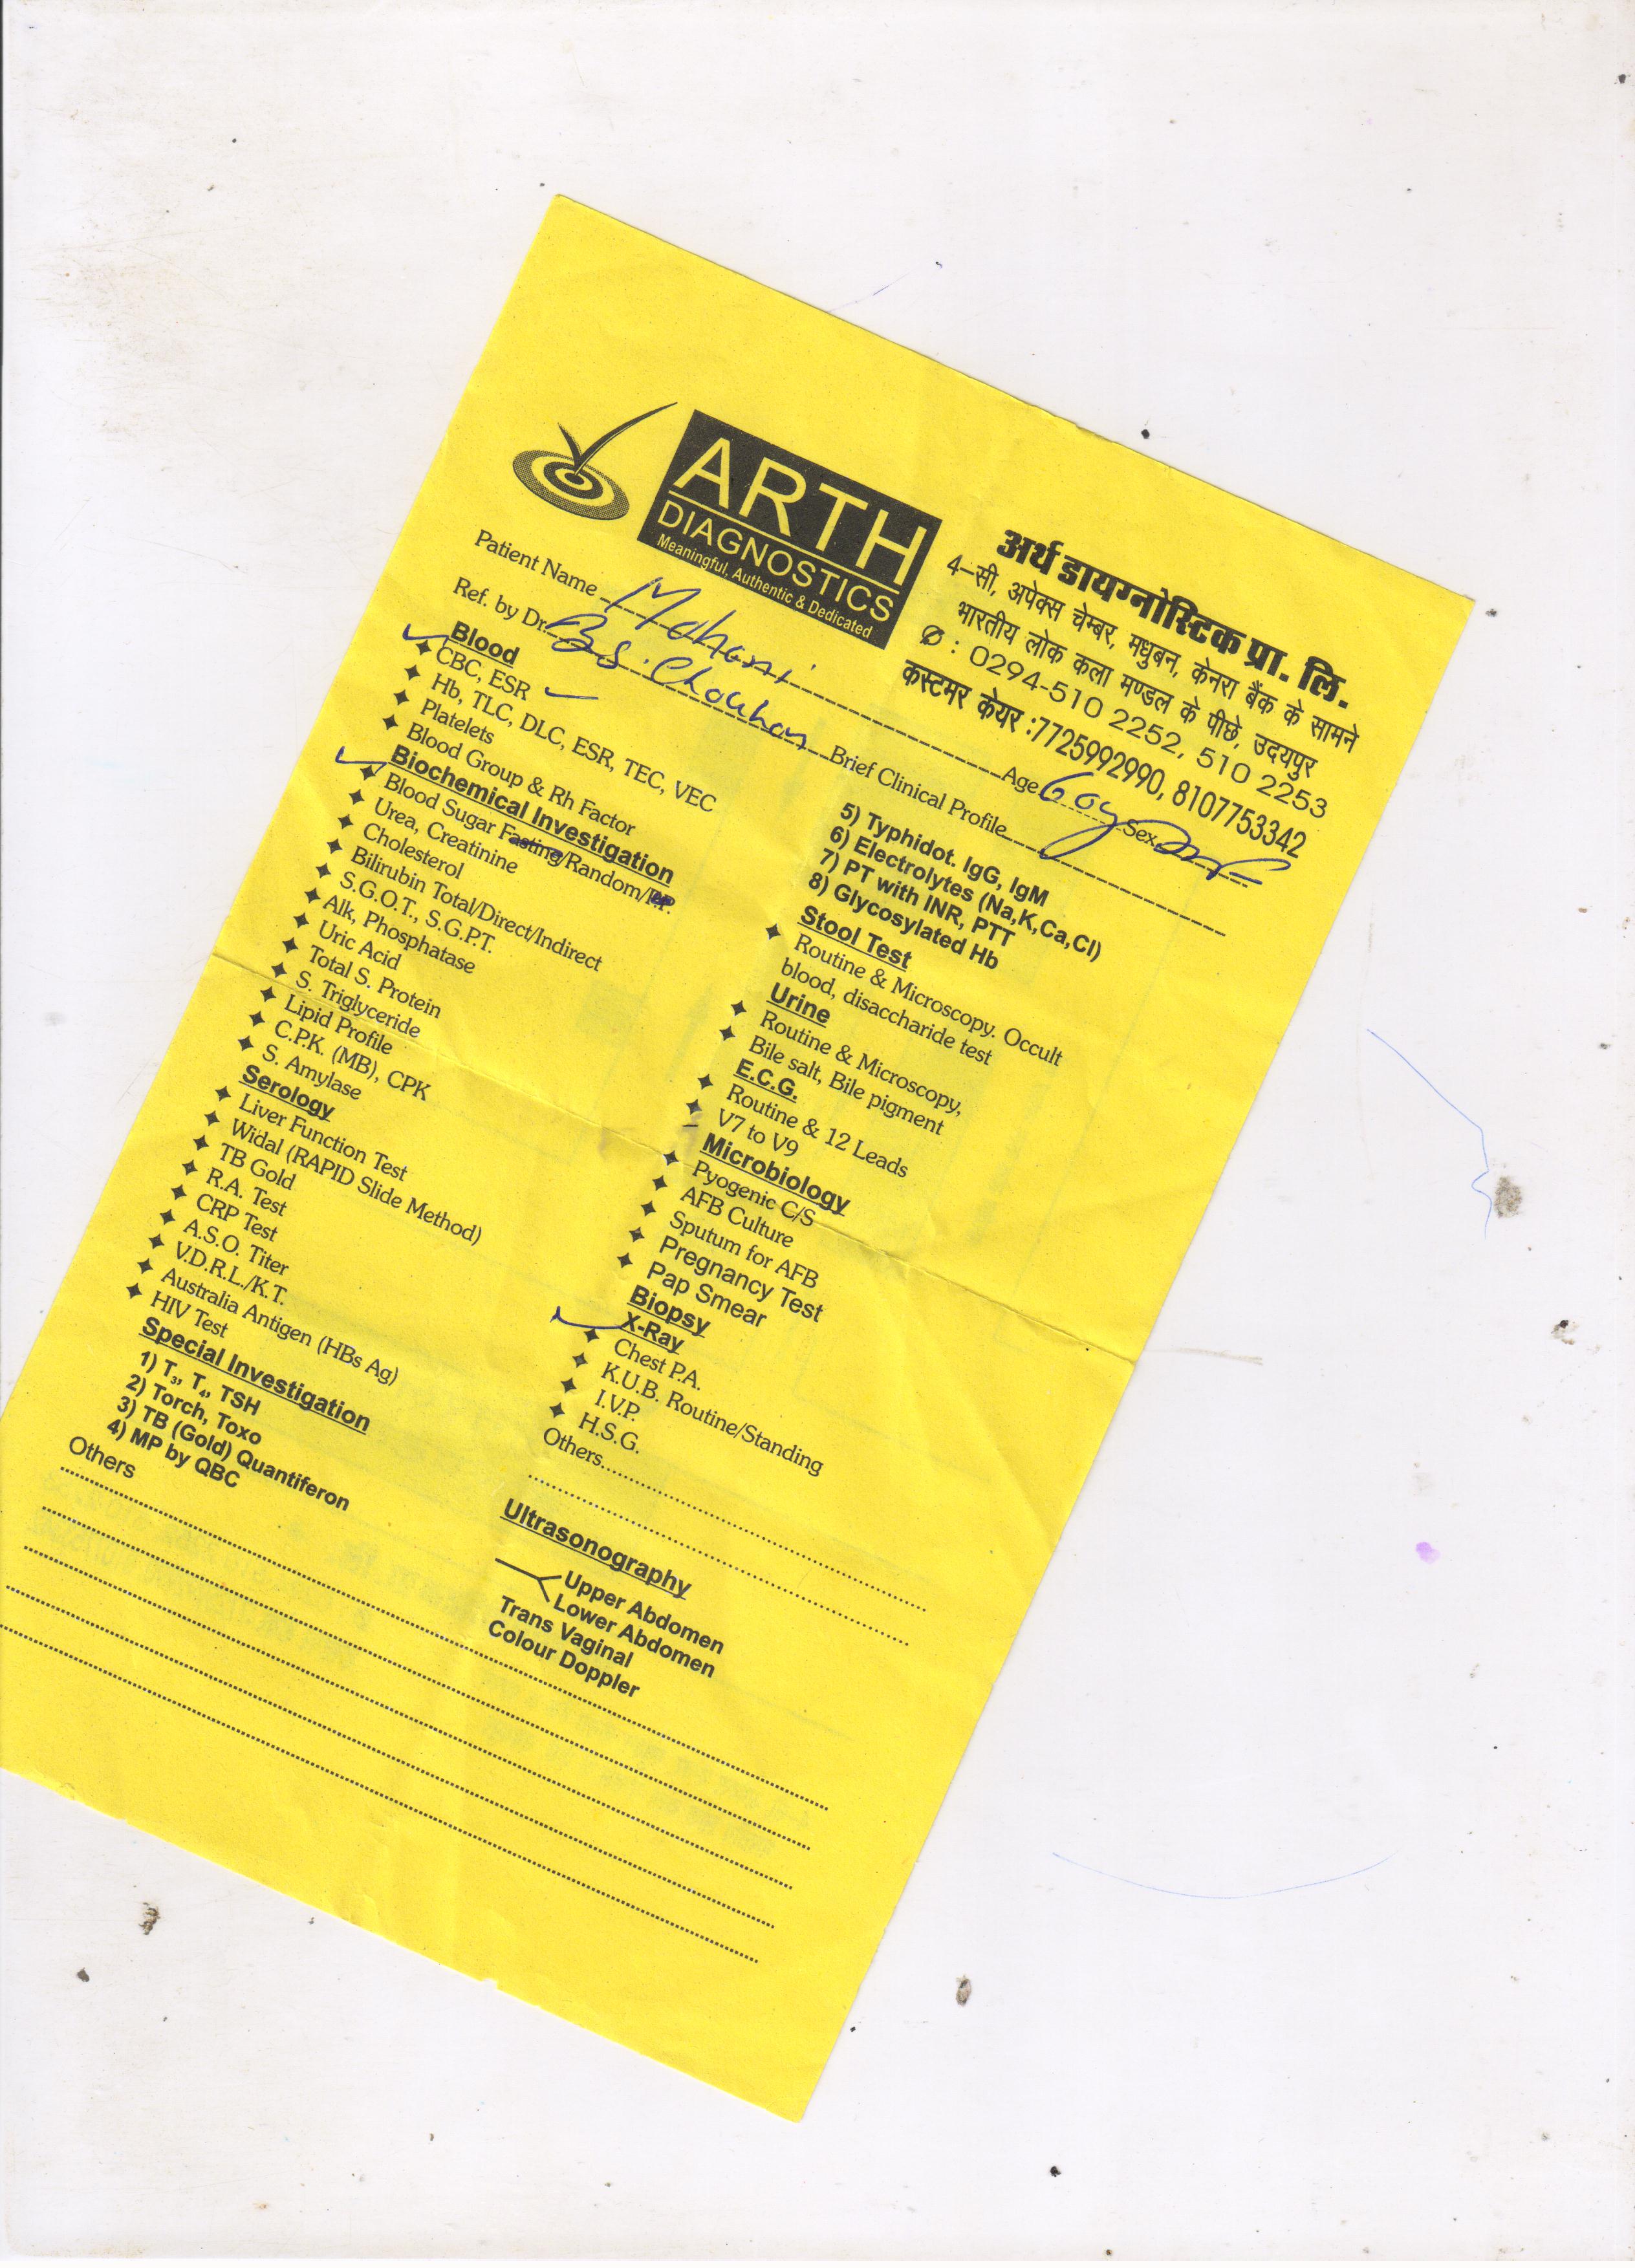 ARTH
DIAGNOSTICS
Meaningful, Authentic & Dedicated
अर्थ डायग्नोस्टिक प्रा. लि.
4-सी, अपेक्स चेम्बर, मधुबन, केनरा बैंक के सामने
भारतीय लोक कला मण्डल के पीछे, उदयपुर
: 0294-510 2252, 510 2253
कस्टमर केयर :7725992990, 8107753342
Patient Name Mohani Age 60y Sex
Ref. by Dr. B.S. Chouhan Brief Clinical Profile
Blood
CBC, ESR
Hb, TLC, DLC, ESR, TEC, VEC
Platelets
Blood Group & Rh Factor
Biochemical Investigation
Blood Sugar Fasting/Random/P.P.
Urea, Creatinine
Cholesterol
Bilirubin Total/Direct/Indirect
S.G.O.T., S.G.P.T.
Alk, Phosphatase
Uric Acid
Total S. Protein
S. Triglyceride
Lipid Profile
C.P.K. (MB), CPK
S. Amylase
Serology
Liver Function Test
Widal (RAPID Slide Method)
TB Gold
R.A. Test
CRP Test
A.S.O. Titer
V.D.R.L./K.T.
Australia Antigen (HBs Ag)
HIV Test
Special Investigation
1) T₃, T₄, TSH
2) Torch, Toxo
3) TB (Gold) Quantiferon
4) MP by QBC
Others
5) Typhidot. IgG, IgM
6) Electrolytes (Na,K,Ca,Cl)
7) PT with INR, PTT
8) Glycosylated Hb
Stool Test
Routine & Microscopy. Occult
blood, disaccharide test
Urine
Routine & Microscopy,
Bile salt, Bile pigment
E.C.G.
Routine & 12 Leads
V7 to V9
Microbiology
Pyogenic C/S
AFB Culture
Sputum for AFB
Pregnancy Test
Pap Smear
Biopsy
X-Ray
Chest P.A.
K.U.B. Routine/Standing
I.V.P.
H.S.G.
Others
Ultrasonography
Upper Abdomen
Lower Abdomen
Trans Vaginal
Colour Doppler